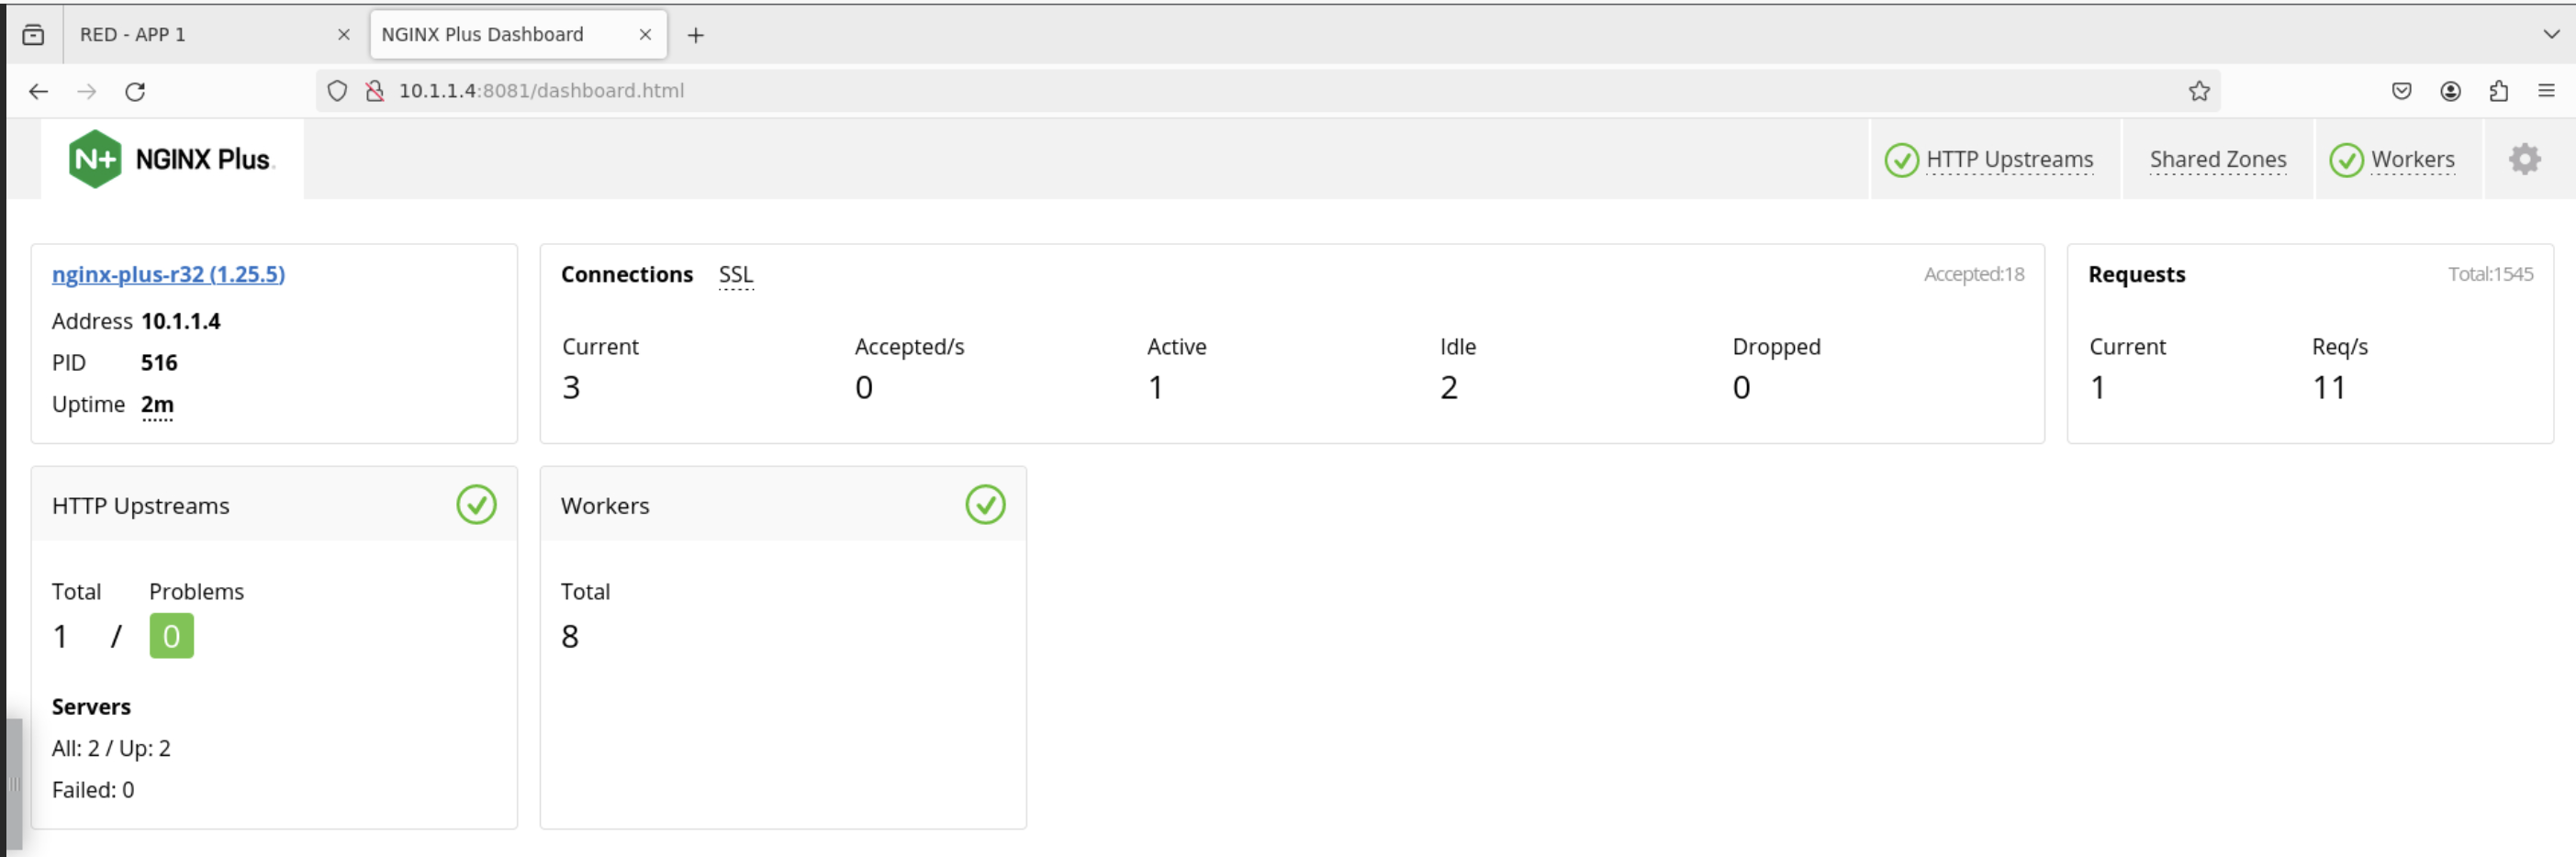 RED - APP 1
NGINX Plus Dashboard
10.1.1.4:8081/dashboard.html
N+ NGINX Plus.
HTTP Upstreams
Shared Zones
Workers
nginx-plus-r32 (1.25.5)
Address 10.1.1.4
PID 516
Uptime 2m
Connections SSL Accepted:18
Current Accepted/s Active Idle Dropped
3 0 1 2 0
Requests Total:1545
Current Req/s
1 11
HTTP Upstreams
Total Problems
1 / 0
Servers
All: 2 / Up: 2
Failed: 0
Workers
Total
8